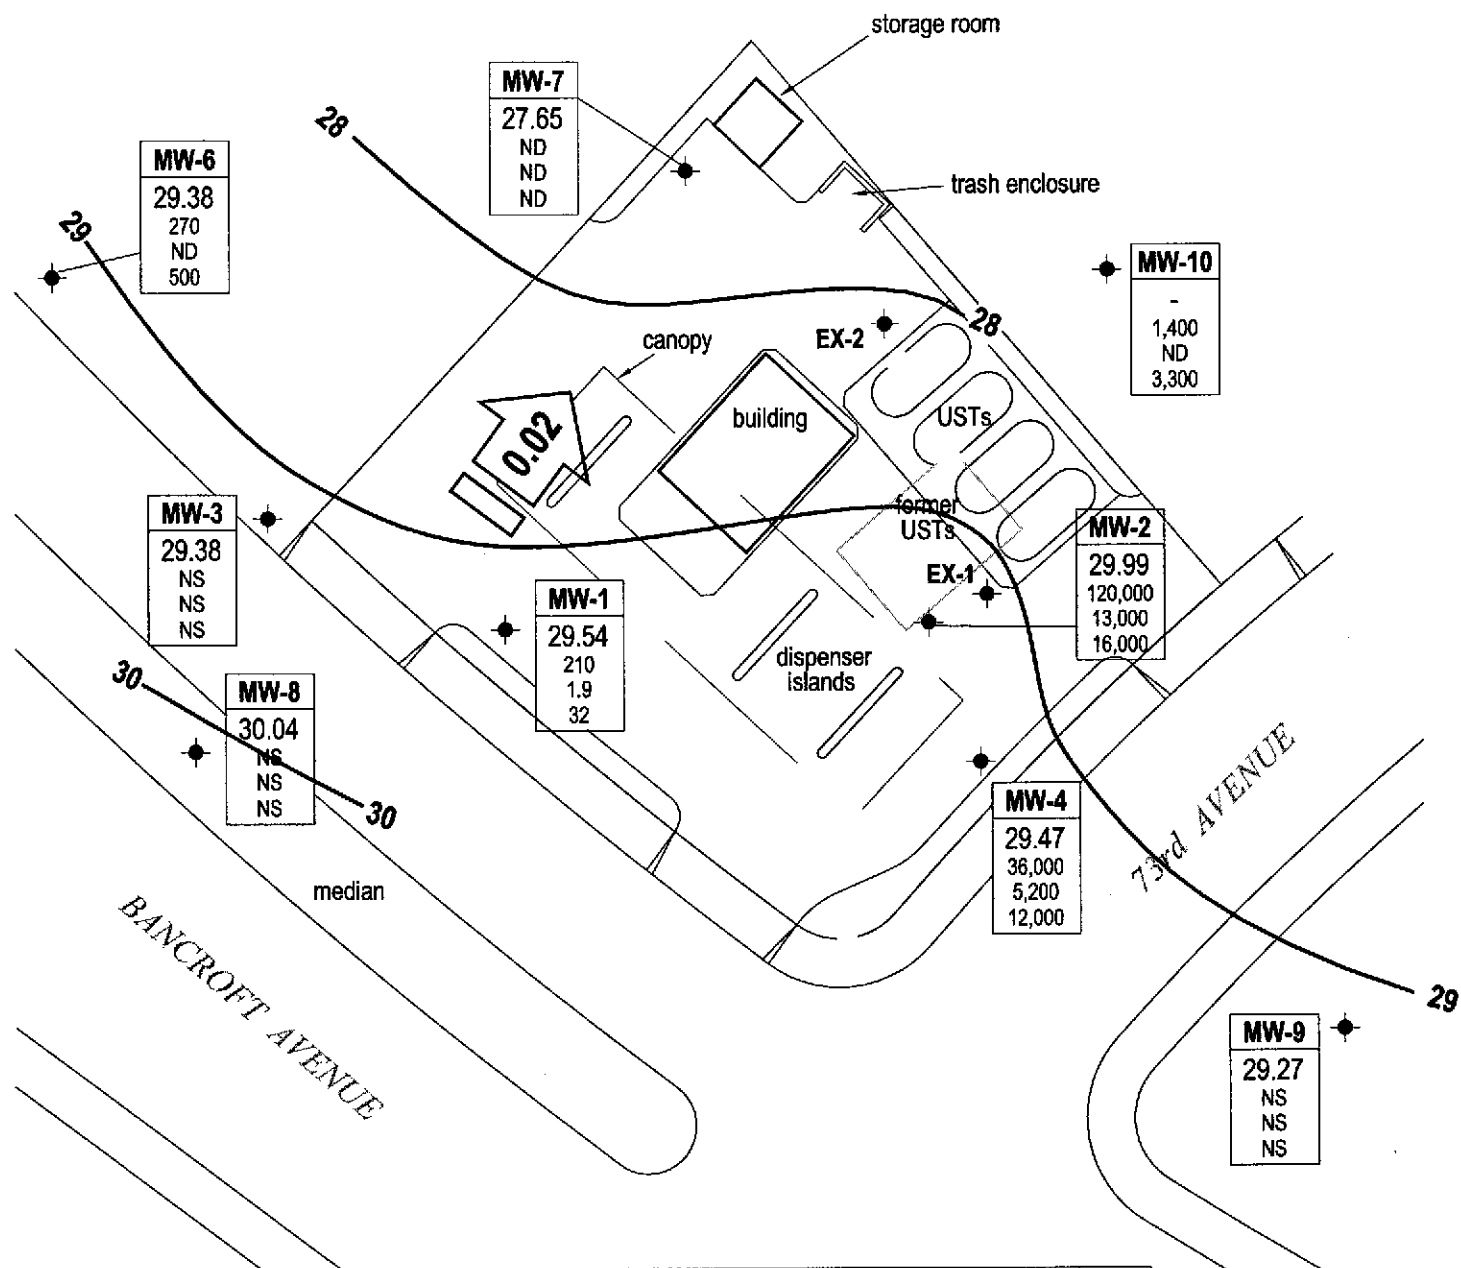 storage room
MW-7
27.65
ND
ND
ND
28
MW-6
29.38
270
ND
500
29
trash enclosure
MW-10
-
1,400
ND
3,300
28
EX-2
canopy
building
USTs
0.02
former
USTs
MW-3
29.38
NS
NS
NS
MW-2
29.99
120,000
13,000
16,000
EX-1
MW-1
29.54
210
1.9
32
dispenser
islands
30
MW-8
30.04
NS
NS
NS
30
MW-4
29.47
36,000
5,200
12,000
73rd AVENUE
median
BANCROFT AVENUE
29
MW-9
29.27
NS
NS
NS